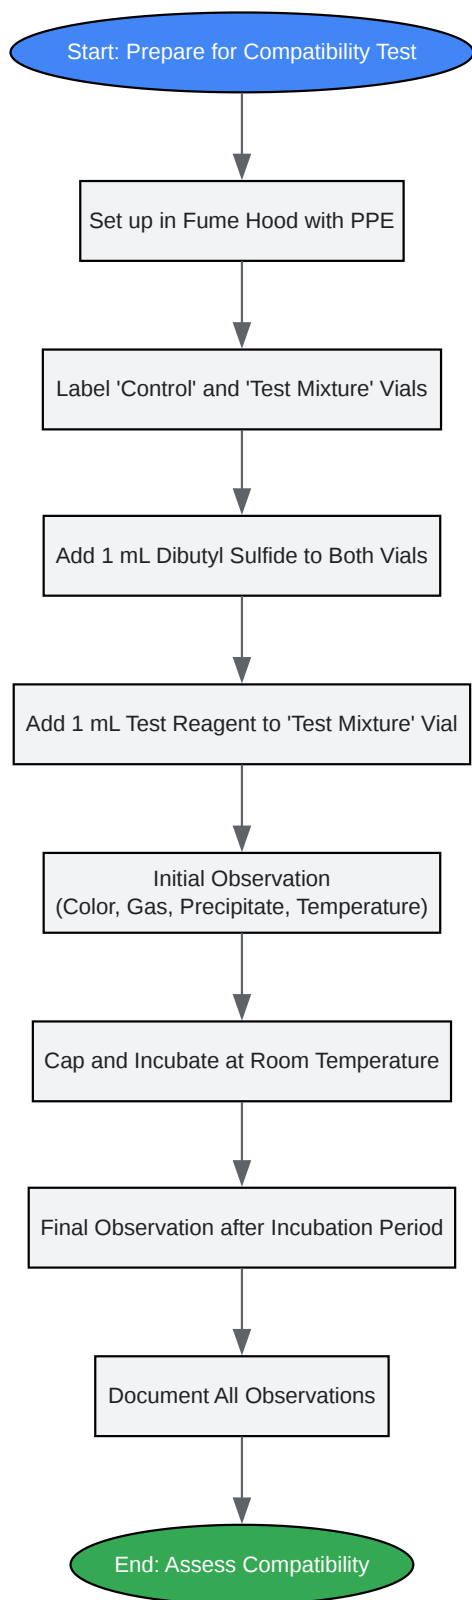 Start: Prepare for Compatibility Test
Set up in Fume Hood with PPE
Label 'Control' and 'Test Mixture' Vials
Add 1 mL Dibutyl Sulfide to Both Vials
Add 1 mL Test Reagent to 'Test Mixture' Vial
Initial Observation
(Color, Gas, Precipitate, Temperature)
Cap and Incubate at Room Temperature
Final Observation after Incubation Period
Document All Observations
End: Assess Compatibility